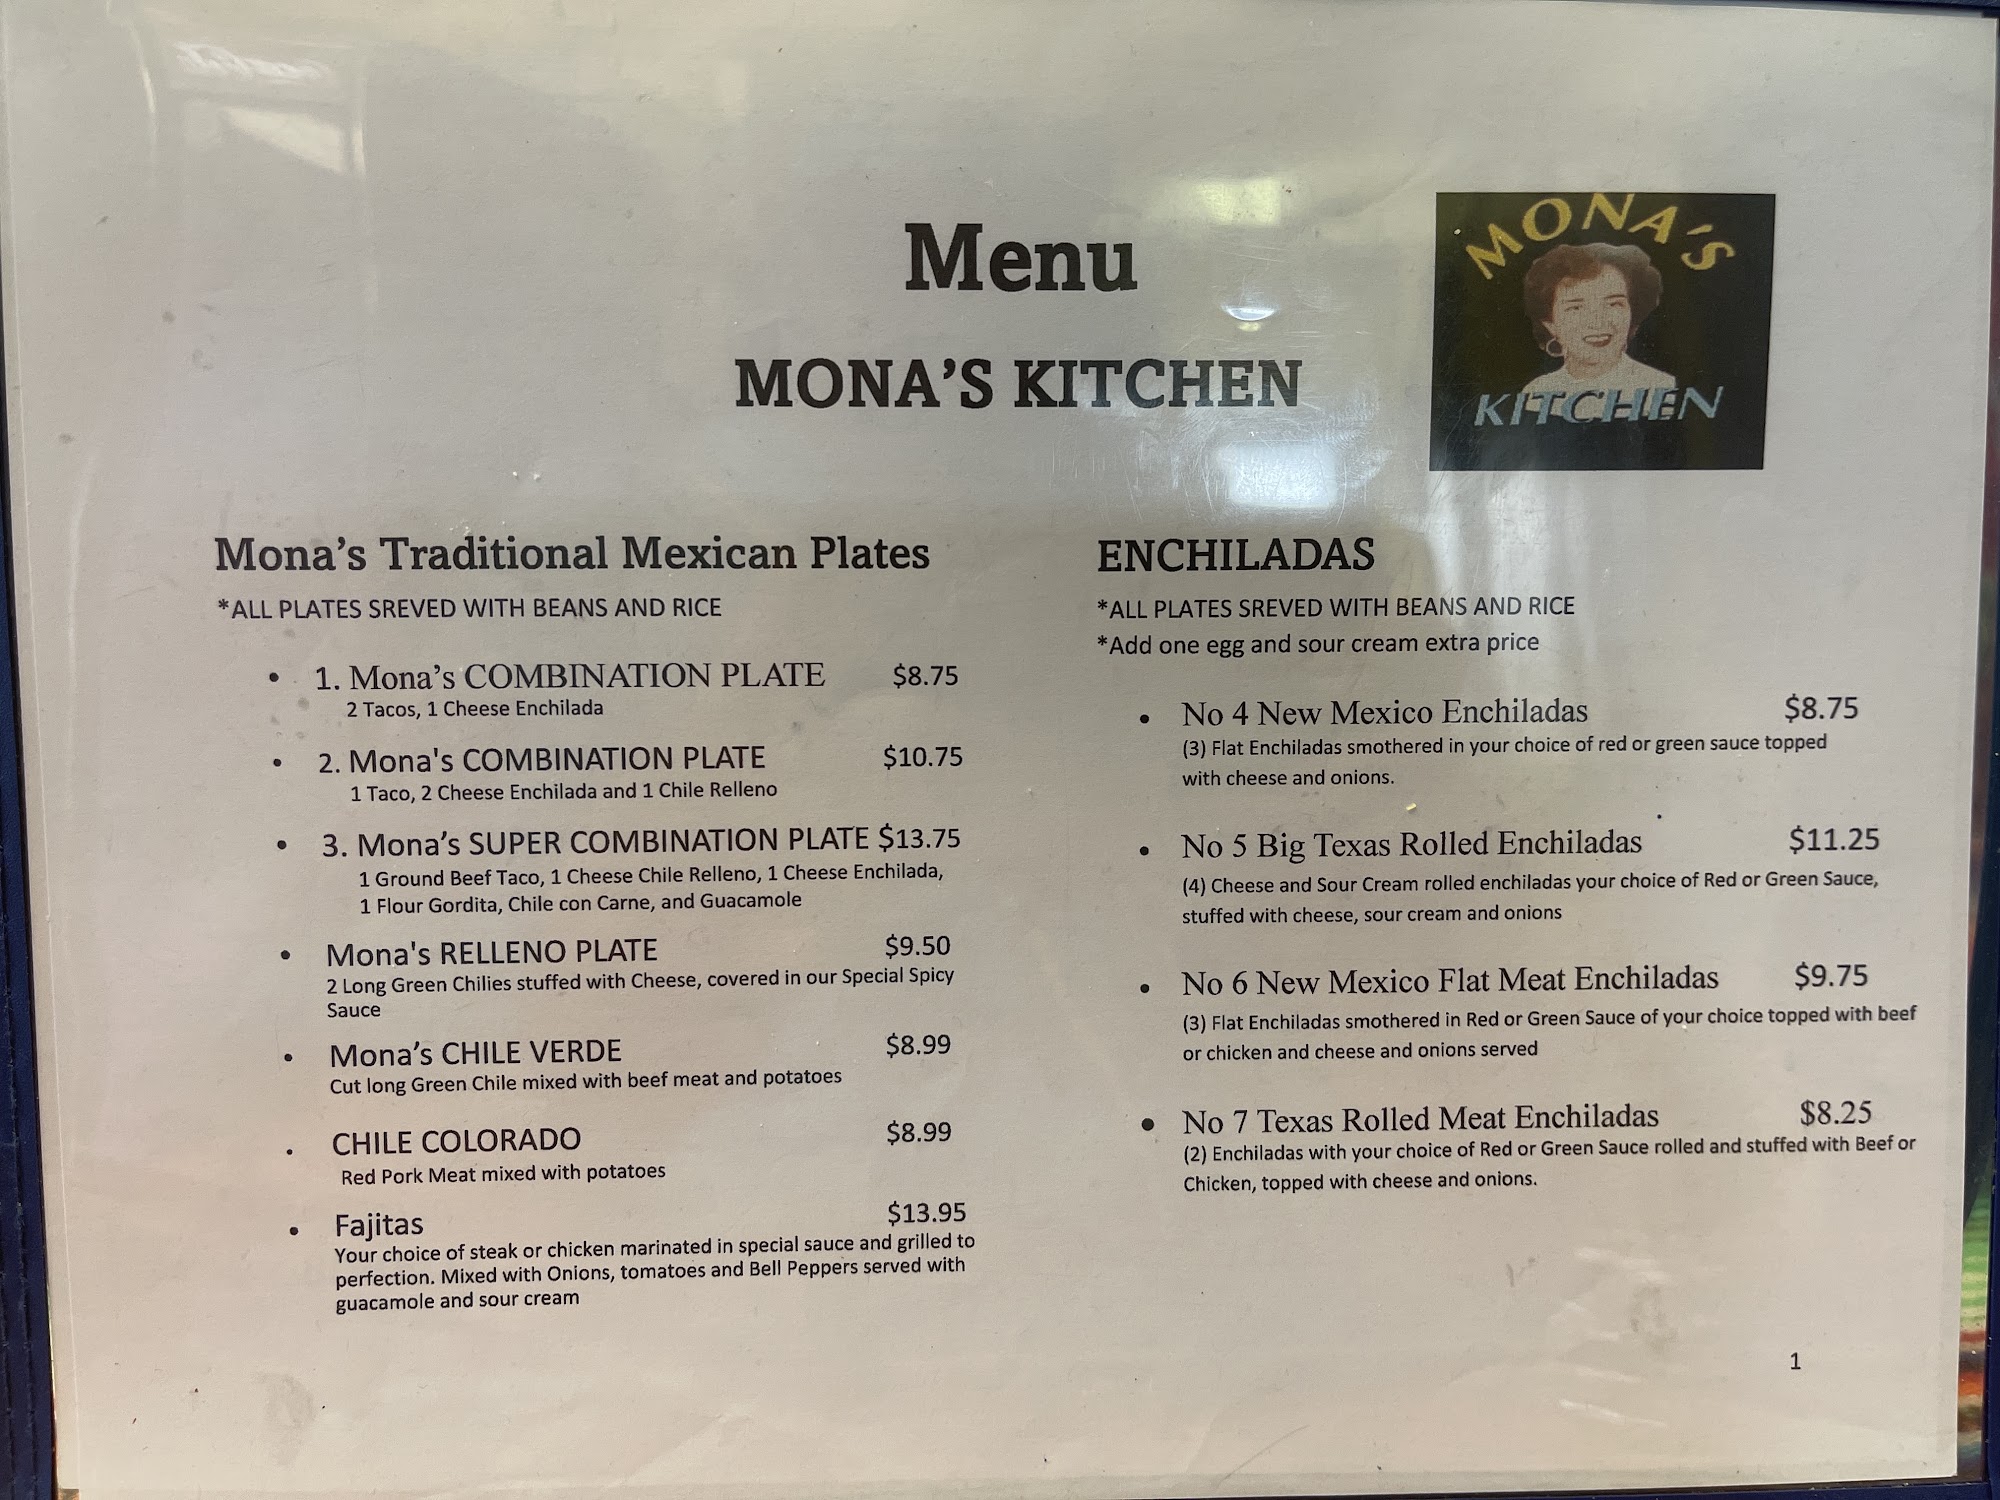 Menu
MONA'S KITCHEN
MONA'S
KITCHEN
Mona's Traditional Mexican Plates
*ALL PLATES SREVED WITH BEANS AND RICE
• 1. Mona's COMBINATION PLATE $8.75
2 Tacos, 1 Cheese Enchilada
• 2. Mona's COMBINATION PLATE $10.75
1 Taco, 2 Cheese Enchilada and 1 Chile Relleno
• 3. Mona's SUPER COMBINATION PLATE $13.75
1 Ground Beef Taco, 1 Cheese Chile Relleno, 1 Cheese Enchilada,
1 Flour Gordita, Chile con Carne, and Guacamole
• Mona's RELLENO PLATE $9.50
2 Long Green Chilies stuffed with Cheese, covered in our Special Spicy
Sauce
• Mona's CHILE VERDE $8.99
Cut long Green Chile mixed with beef meat and potatoes
• CHILE COLORADO $8.99
Red Pork Meat mixed with potatoes
• Fajitas $13.95
Your choice of steak or chicken marinated in special sauce and grilled to
perfection. Mixed with Onions, tomatoes and Bell Peppers served with
guacamole and sour cream
ENCHILADAS
*ALL PLATES SREVED WITH BEANS AND RICE
*Add one egg and sour cream extra price
• No 4 New Mexico Enchiladas $8.75
(3) Flat Enchiladas smothered in your choice of red or green sauce topped
with cheese and onions.
• No 5 Big Texas Rolled Enchiladas $11.25
(4) Cheese and Sour Cream rolled enchiladas your choice of Red or Green Sauce,
stuffed with cheese, sour cream and onions
• No 6 New Mexico Flat Meat Enchiladas $9.75
(3) Flat Enchiladas smothered in Red or Green Sauce of your choice topped with beef
or chicken and cheese and onions served
• No 7 Texas Rolled Meat Enchiladas $8.25
(2) Enchiladas with your choice of Red or Green Sauce rolled and stuffed with Beef or
Chicken, topped with cheese and onions.
1